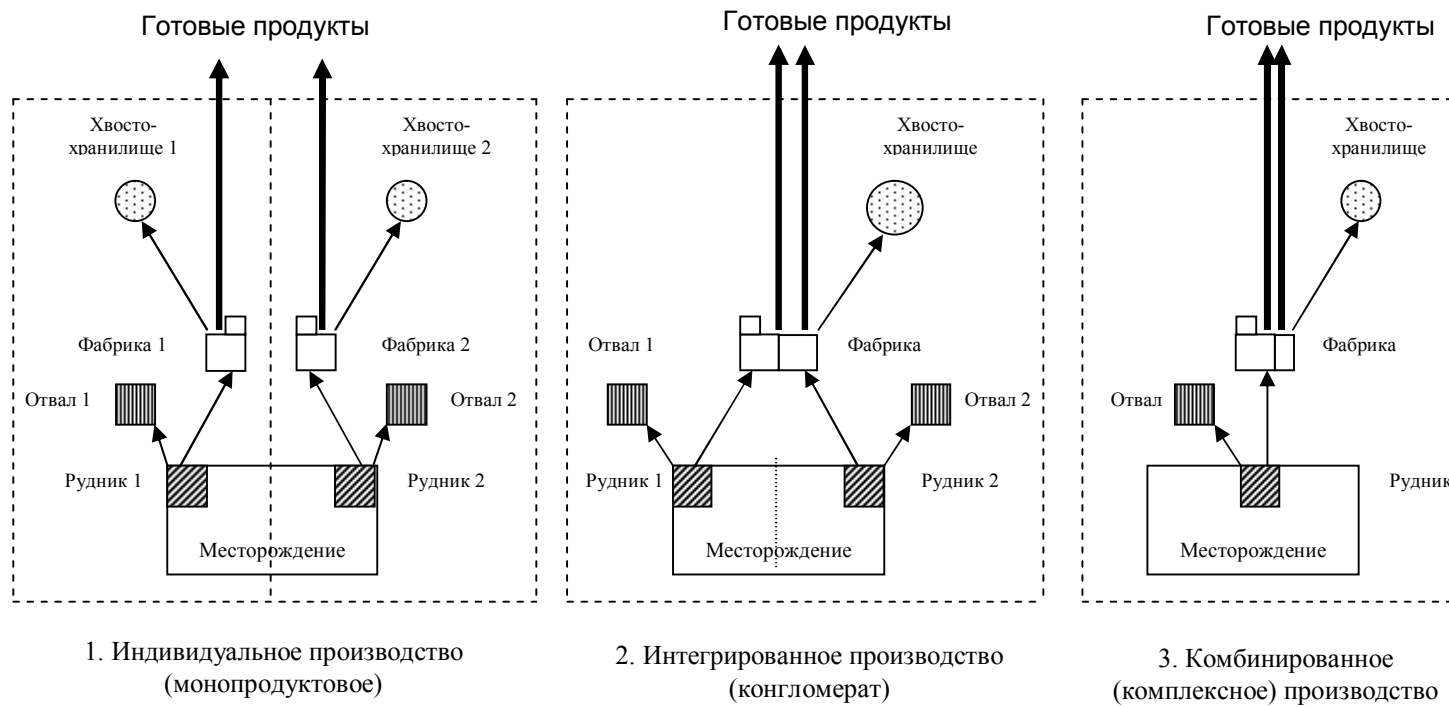 Готовые продукты
Хвосто-
хранилище 1
Хвосто-
хранилище 2
Фабрика 1
Фабрика 2
Отвал 1
Отвал 2
Рудник 1
Рудник 2
Месторождение
1. Индивидуальное производство
(монопродуктовое)
Готовые продукты
Хвосто-
хранилище
Отвал 1
Фабрика
Отвал 2
Рудник 1
Рудник 2
Месторождение
2. Интегрированное производство
(конгломерат)
Готовые продукты
Хвосто-
хранилище
Фабрика
Отвал
Рудник
Месторождение
3. Комбинированное
(комплексное) производство